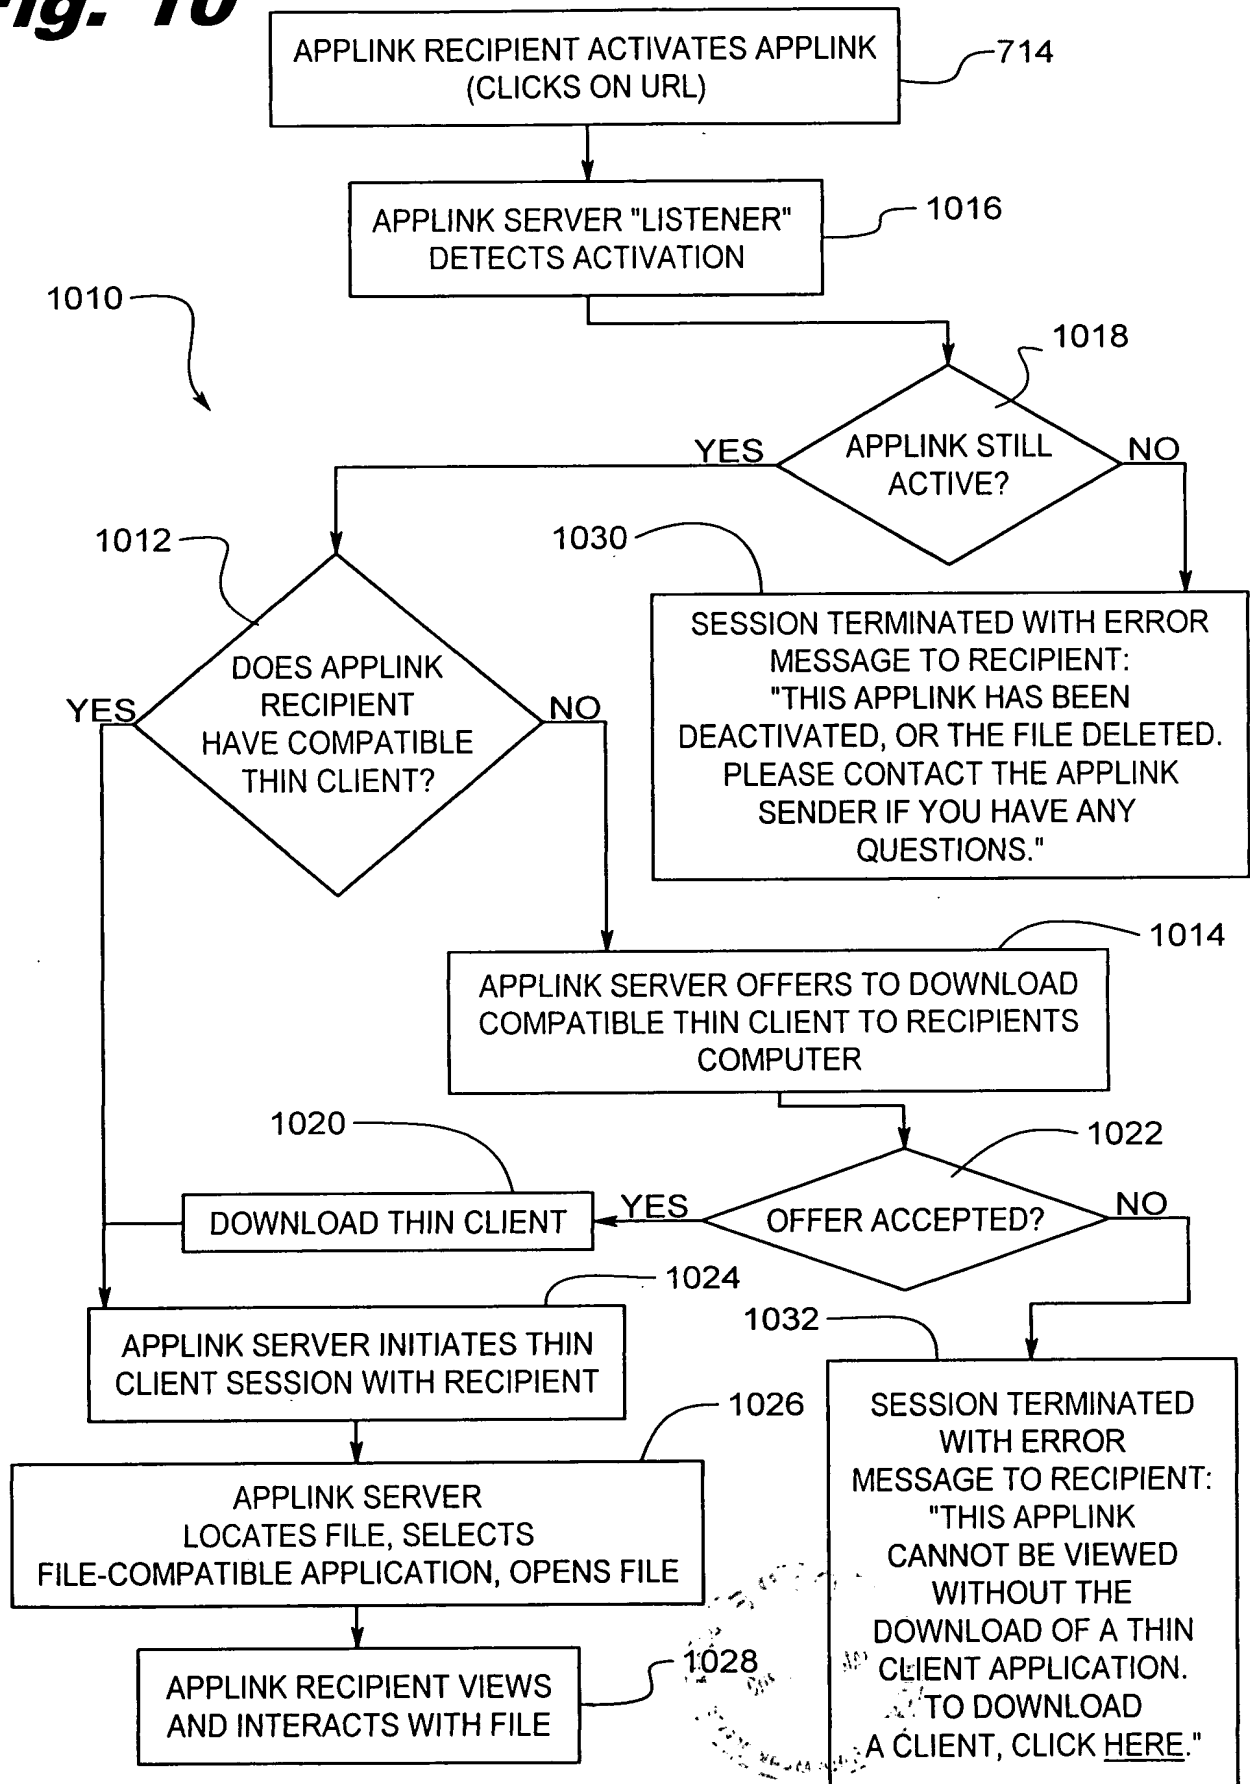 Fig. 10
APPLINK RECIPIENT ACTIVATES APPLINK
(CLICKS ON URL)
714
APPLINK SERVER "LISTENER"
DETECTS ACTIVATION
1016
1010
1018
APPLINK STILL
ACTIVE?
YES
NO
1012
DOES APPLINK
RECIPIENT
HAVE COMPATIBLE
THIN CLIENT?
YES
NO
1030
SESSION TERMINATED WITH ERROR
MESSAGE TO RECIPIENT:
"THIS APPLINK HAS BEEN
DEACTIVATED, OR THE FILE DELETED.
PLEASE CONTACT THE APPLINK
SENDER IF YOU HAVE ANY
QUESTIONS."
1014
APPLINK SERVER OFFERS TO DOWNLOAD
COMPATIBLE THIN CLIENT TO RECIPIENTS
COMPUTER
1022
OFFER ACCEPTED?
YES
NO
1020
DOWNLOAD THIN CLIENT
1024
APPLINK SERVER INITIATES THIN
CLIENT SESSION WITH RECIPIENT
1026
APPLINK SERVER
LOCATES FILE, SELECTS
FILE-COMPATIBLE APPLICATION, OPENS FILE
1028
APPLINK RECIPIENT VIEWS
AND INTERACTS WITH FILE
1032
SESSION TERMINATED
WITH ERROR
MESSAGE TO RECIPIENT:
"THIS APPLINK
CANNOT BE VIEWED
WITHOUT THE
DOWNLOAD OF A THIN
CLIENT APPLICATION.
TO DOWNLOAD
A CLIENT, CLICK HERE."